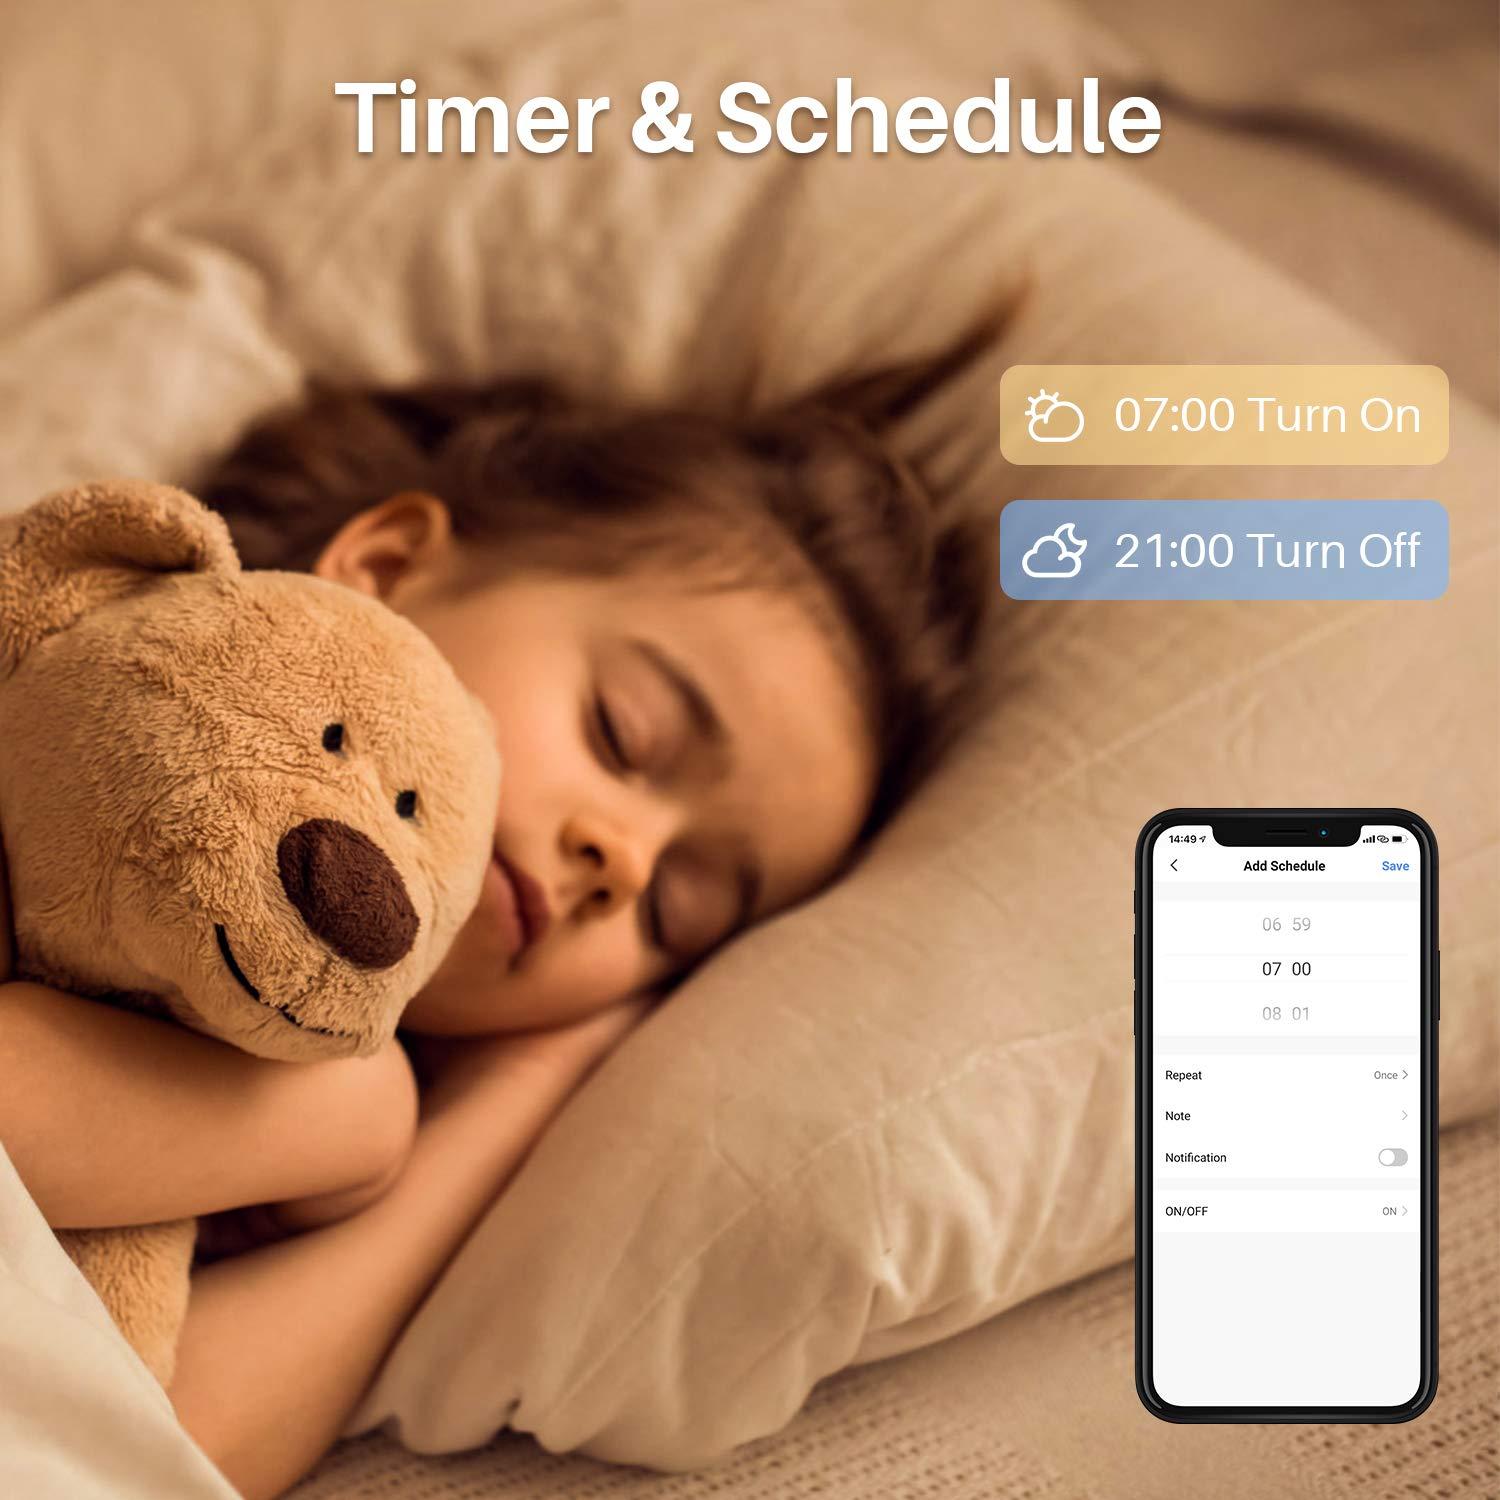 Timer & Schedule
07:00 Turn On
21:00 Turn Off
14:49
Add Schedule Save
06 59
07 00
08 01
Repeat Once
Note
Notification
ON/OFF ON